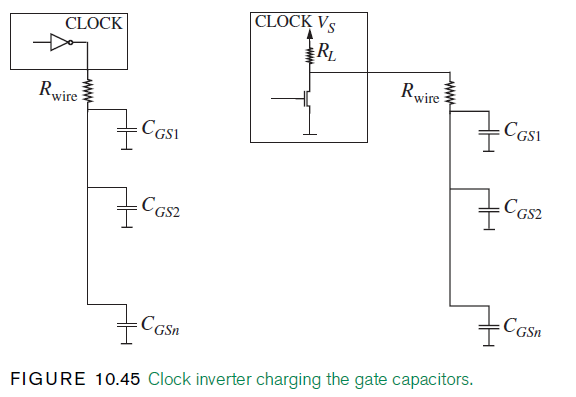 CLOCK
R_wire
C_GS1
C_GS2
C_GSn
CLOCK V_S
R_L
R_wire
C_GS1
C_GS2
C_GSn
FIGURE 10.45 Clock inverter charging the gate capacitors.